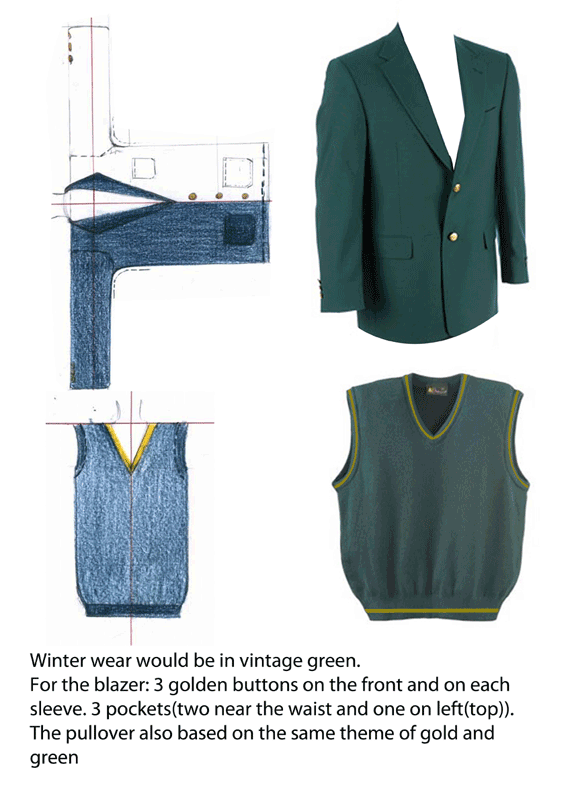 Winter wear would be in vintage green.
For the blazer: 3 golden buttons on the front and on each
sleeve. 3 pockets(two near the waist and one on left(top)).
The pullover also based on the same theme of gold and
green